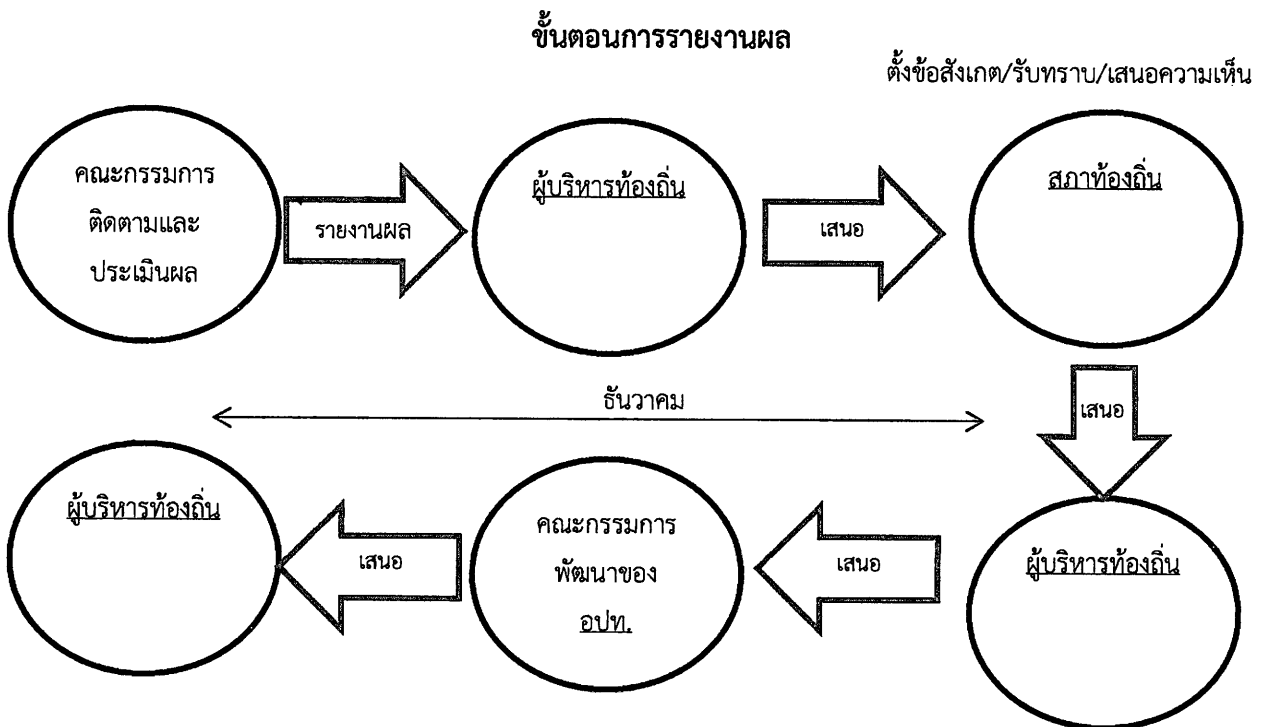 ขั้นตอนการรายงานผล
ตั้งข้อสังเกต/รับทราบ/เสนอความเห็น
คณะกรรมการ
ติดตามและ
ประเมินผล
รายงานผล
ผู้บริหารท้องถิ่น
เสนอ
สภาท้องถิ่น
เสนอ
ธันวาคม
ผู้บริหารท้องถิ่น
เสนอ
คณะกรรมการ
พัฒนาของ
อปท.
เสนอ
ผู้บริหารท้องถิ่น